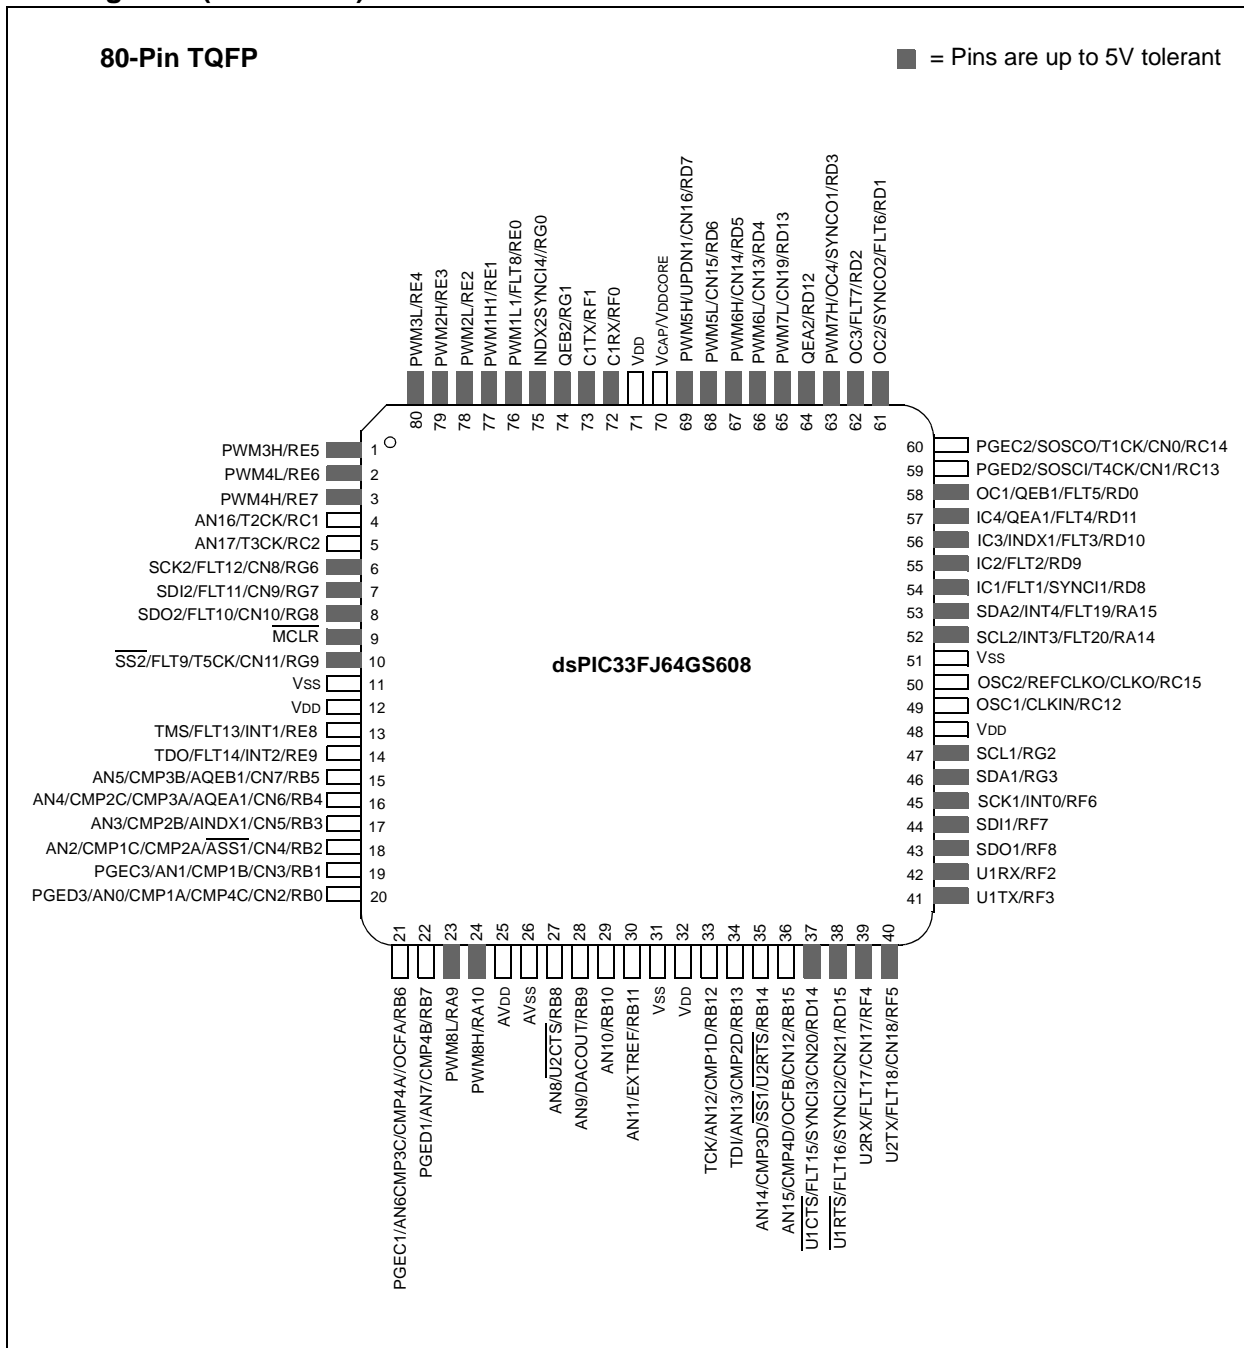 80-Pin TQFP
= Pins are up to 5V tolerant
PWM3L/RE4
PWM2H/RE3
PWM2L/RE2
PWM1H1/RE1
PWM1L1/FLT8/RE0
INDX2SYNCI4//RG0
QEB2/RG1
C1TX/RF1
C1RX/RF0
VDD
VCAP/VDDCORE
PWM5H/UPDN1/CN16/RD7
PWM5L/CN15/RD6
PWM6H/CN14/RD5
PWM6L/CN13/RD4
PWM7L/CN19/RD13
QEA2/RD12
PWM7H/OC4/SYNCO1/RD3
OC3/FLT7/RD2
OC2/SYNCO2/FLT6/RD1
80
79
78
77
76
75
74
73
72
71
70
69
68
67
66
65
64
63
62
61
PWM3H/RE5 1
PWM4L/RE6 2
PWM4H/RE7 3
AN16/T2CK/RC1 4
AN17/T3CK/RC2 5
SCK2/FLT12/CN8/RG6 6
SDI2/FLT11/CN9/RG7 7
SDO2/FLT10/CN10/RG8 8
MCLR 9
SS2/FLT9/T5CK/CN11/RG9 10
VSS 11
VDD 12
TMS/FLT13/INT1/RE8 13
TDO/FLT14/INT2/RE9 14
AN5/CMP3B/AQEB1/CN7/RB5 15
AN4/CMP2C/CMP3A/AQEA1/CN6/RB4 16
AN3/CMP2B/AINDX1/CN5/RB3 17
AN2/CMP1C/CMP2A/ASS1/CN4/RB2 18
PGEC3/AN1/CMP1B/CN3/RB1 19
PGED3/AN0/CMP1A/CMP4C/CN2/RB0 20
dsPIC33FJ64GS608
60 PGEC2/SOSCO/T1CK/CN0/RC14
59 PGED2/SOSCI/T4CK/CN1/RC13
58 OC1/QEB1/FLT5/RD0
57 IC4/QEA1/FLT4/RD11
56 IC3/INDX1/FLT3/RD10
55 IC2/FLT2/RD9
54 IC1/FLT1/SYNCI1/RD8
53 SDA2/INT4/FLT19/RA15
52 SCL2/INT3/FLT20/RA14
51 VSS
50 OSC2/REFCLKO/CLKO/RC15
49 OSC1/CLKIN/RC12
48 VDD
47 SCL1/RG2
46 SDA1/RG3
45 SCK1/INT0/RF6
44 SDI1/RF7
43 SDO1/RF8
42 U1RX/RF2
41 U1TX/RF3
21
22
23
24
25
26
27
28
29
30
31
32
33
34
35
36
37
38
39
40
PGEC1/AN6CMP3C/CMP4A//OCFA/RB6
PGED1/AN7/CMP4B/RB7
PWM8L/RA9
PWM8H/RA10
AVDD
AVSS
AN8/U2CTS/RB8
AN9/DACOUT/RB9
AN10/RB10
AN11/EXTREF/RB11
VSS
VDD
TCK/AN12/CMP1D/RB12
TDI/AN13/CMP2D/RB13
AN14/CMP3D/SS1/U2RTS/RB14
AN15/CMP4D/OCFB/CN12/RB15
U1CTS/FLT15/SYNCI3/CN20/RD14
U1RTS/FLT16/SYNCI2/CN21/RD15
U2RX/FLT17/CN17/RF4
U2TX/FLT18/CN18/RF5